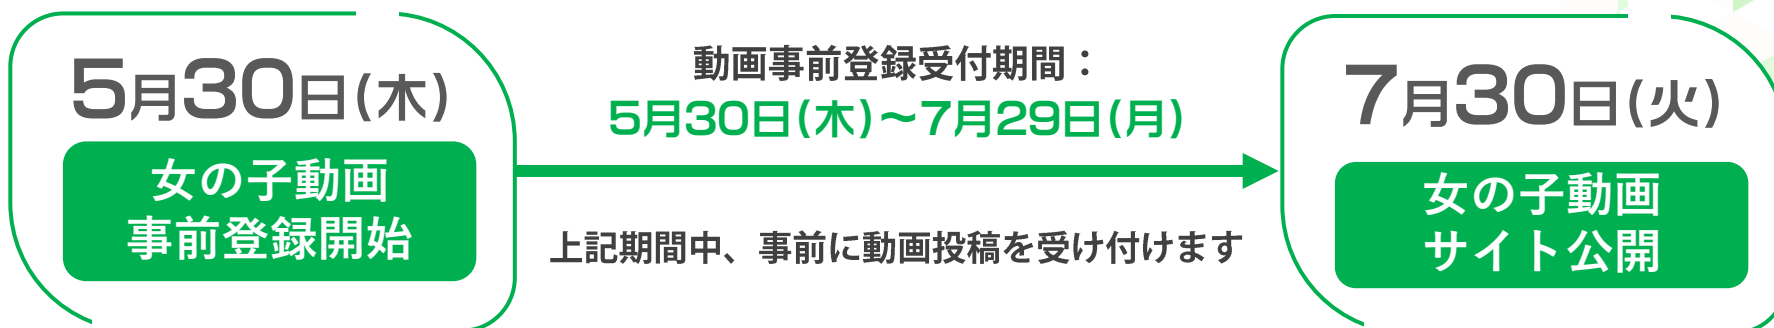 5月30日(木)
女の子動画
事前登録開始
動画事前登録受付期間：
5月30日(木)～7月29日(月)
上記期間中、事前に動画投稿を受け付けます
7月30日(火)
女の子動画
サイト公開